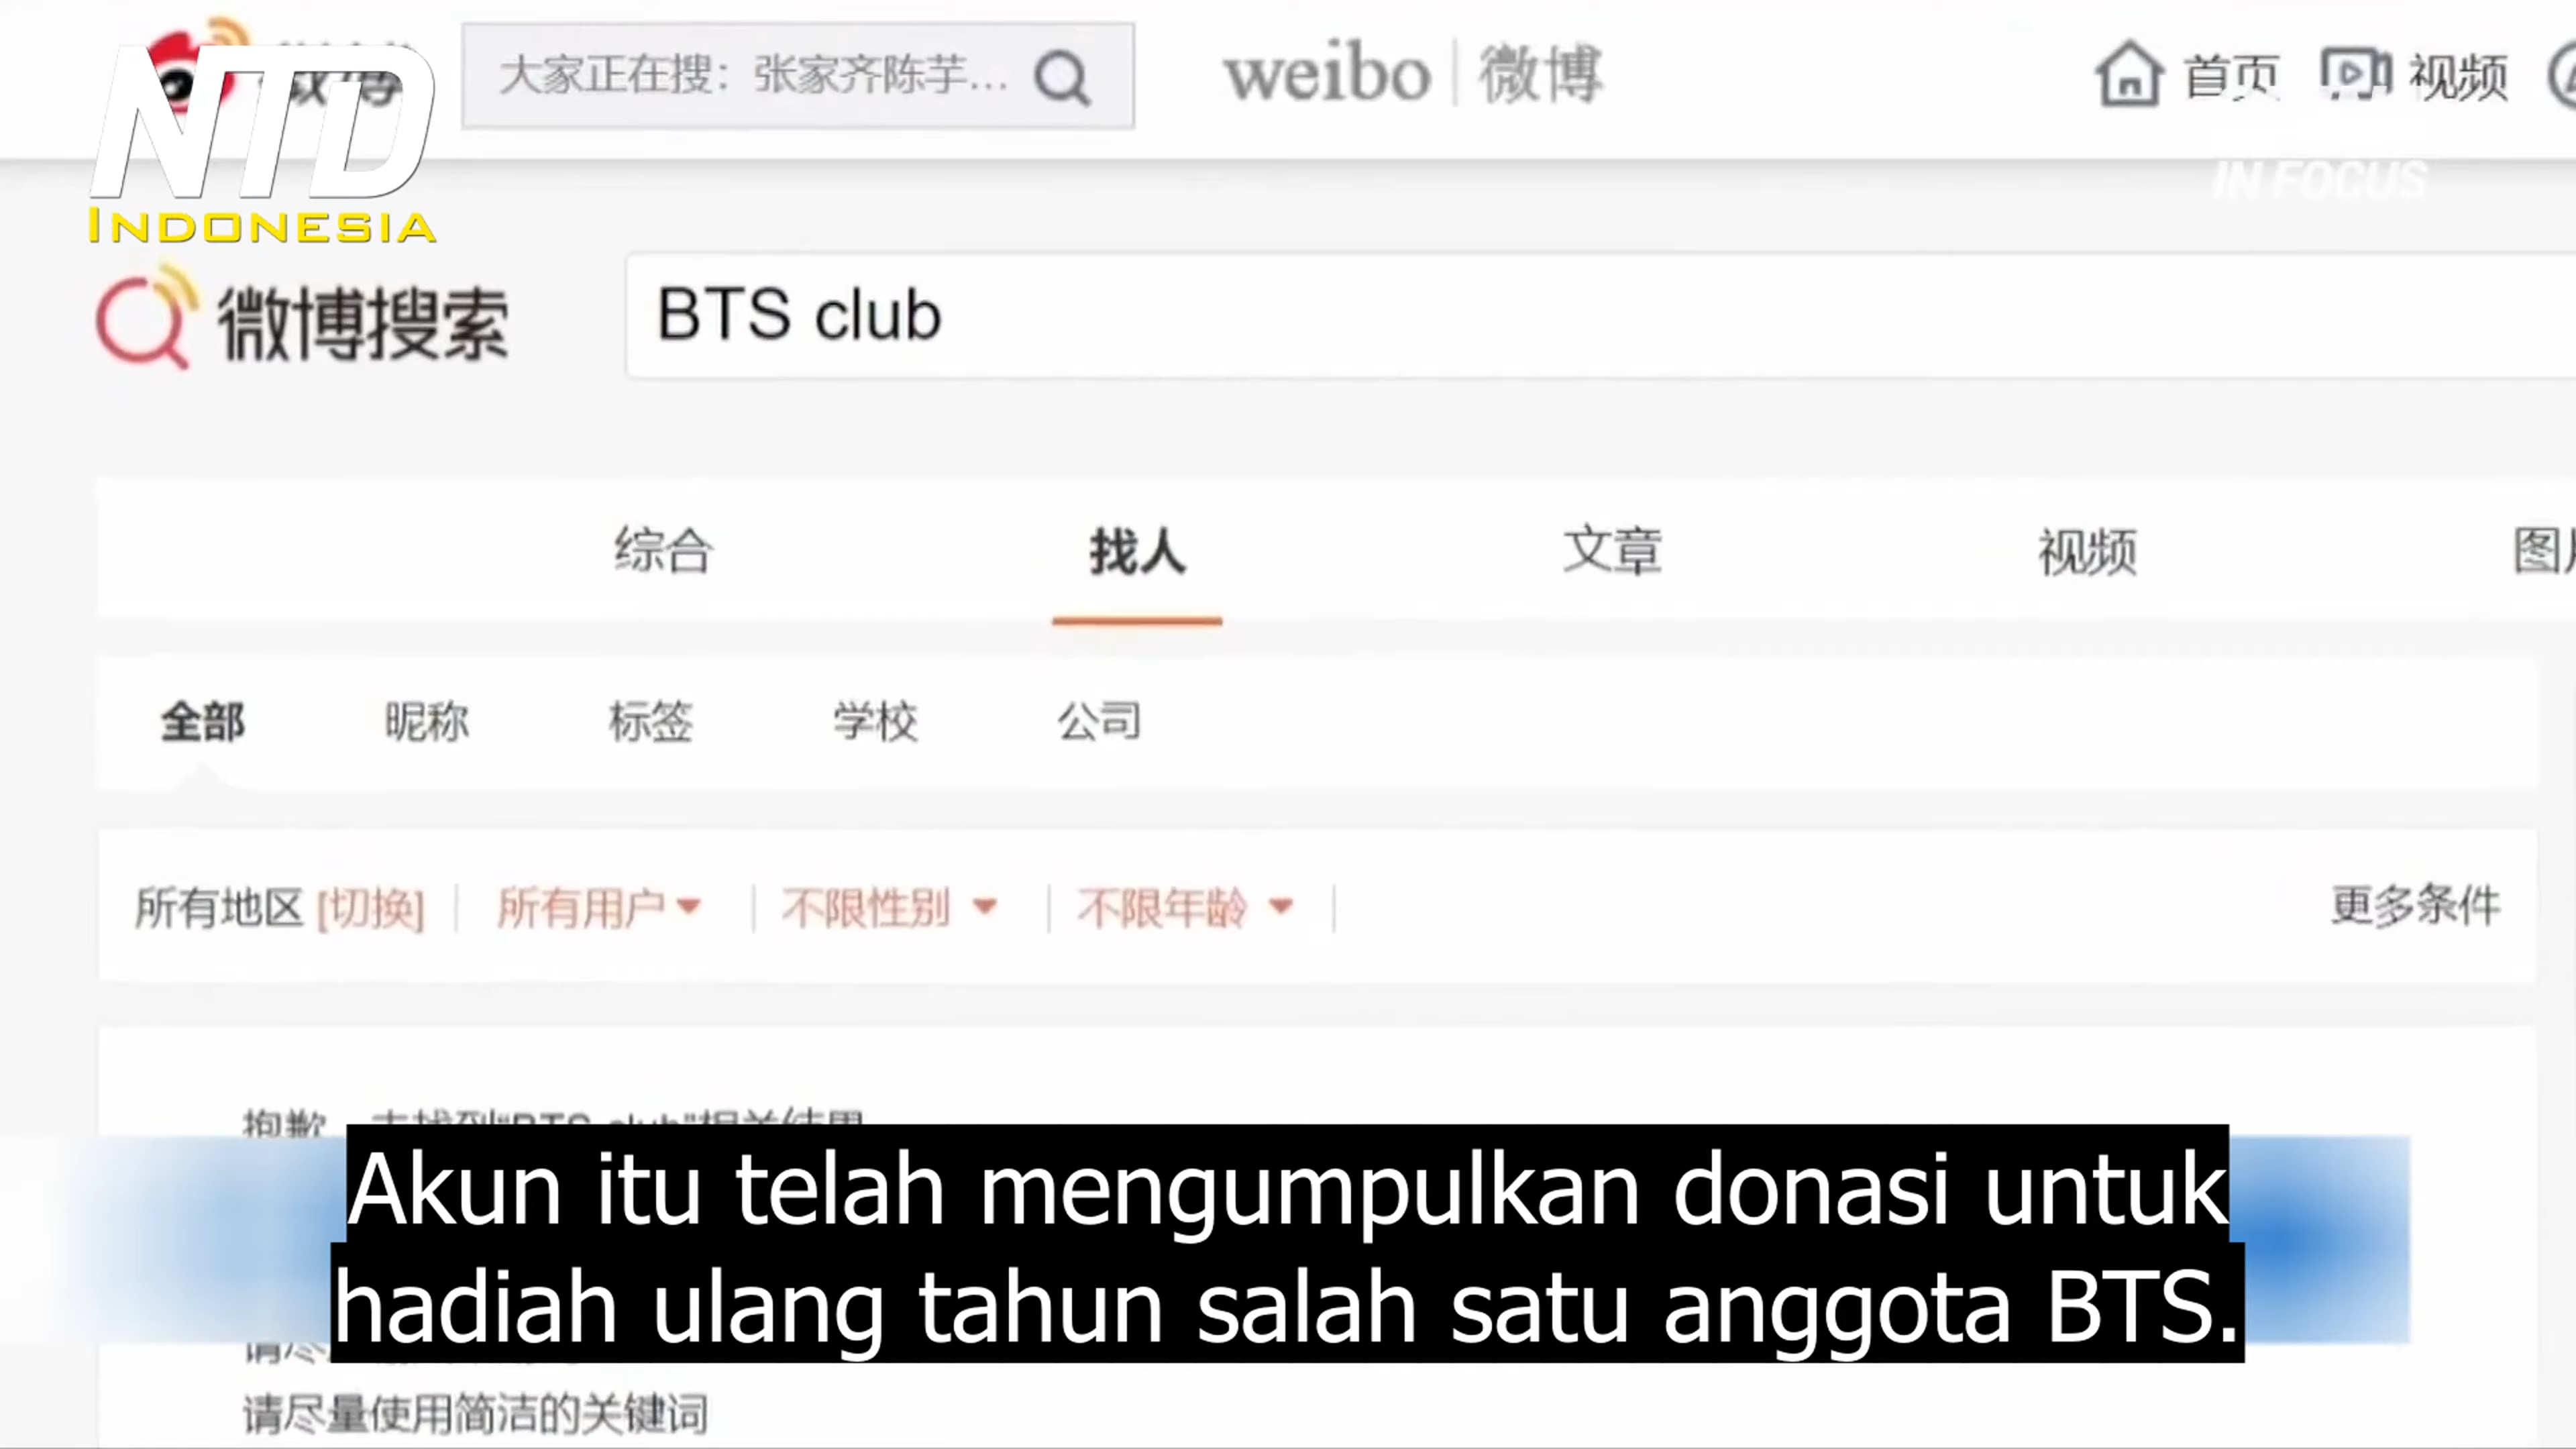 大家正在搜：张家齐陈芋...
weibo | 微博
首页
视频
NTD
INDONESIA
IN FOCUS
微博搜索
BTS club
综合
找人
文章
视频
全部
昵称
标签
学校
公司
所有地区 [切换]
所有用户
不限性别
不限年龄
更多条件
Akun itu telah mengumpulkan donasi untuk
hadiah ulang tahun salah satu anggota BTS.
请尽量使用简洁的关键词